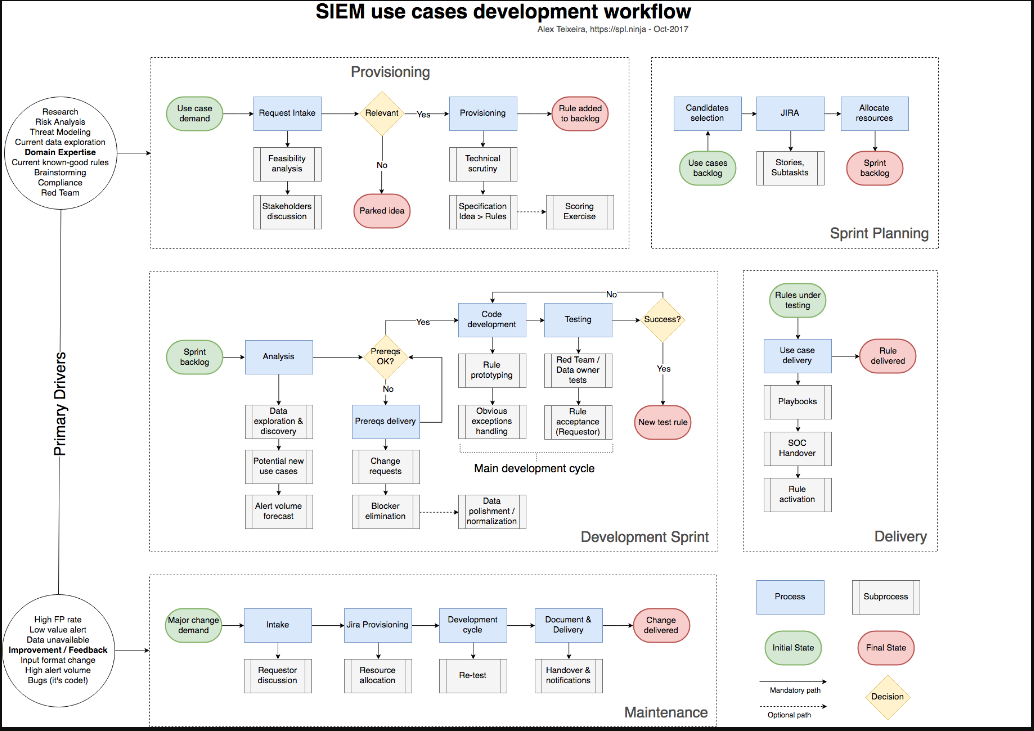 SIEM use cases development workflow
Alex Teixeira, https://spl.ninja - Oct-2017
Research
Risk Analysis
Threat Modeling
Current data exploration
Domain Expertise
Current known-good rules
Brainstorming
Compliance
Red Team
Primary Drivers
High FP rate
Low value alert
Data unavailable
Improvement / Feedback
Input format change
High alert volume
Bugs (it's code!)
Provisioning
Use case
demand
Request Intake
Relevant
Yes
Provisioning
Rule added
to backlog
No
Feasibility
analysis
Stakeholders
discussion
Parked idea
Technical
scrutiny
Specification
Idea > Rules
Scoring
Exercise
Candidates
selection
JIRA
Allocate
resources
Use cases
backlog
Stories,
Subtaskts
Sprint
backlog
Sprint Planning
Sprint
backlog
Analysis
Prereqs
OK?
Yes
No
Code
development
Testing
Success?
No
Yes
Data
exploration &
discovery
Potential new
use cases
Alert volume
forecast
Prereqs delivery
Change
requests
Blocker
elimination
Data
polishment /
normalization
Rule
prototyping
Obvious
exceptions
handling
Red Team /
Data owner
tests
Rule
acceptance
(Requestor)
New test rule
Main development cycle
Development Sprint
Rules under
testing
Use case
delivery
Rule
delivered
Playbooks
SOC
Handover
Rule
activation
Delivery
Major change
demand
Intake
Jira Provisioning
Development
cycle
Document &
Delivery
Change
delivered
Requestor
discussion
Resource
allocation
Re-test
Handover &
notifications
Maintenance
Process
Subprocess
Initial State
Final State
Mandatory path
Optional path
Decision